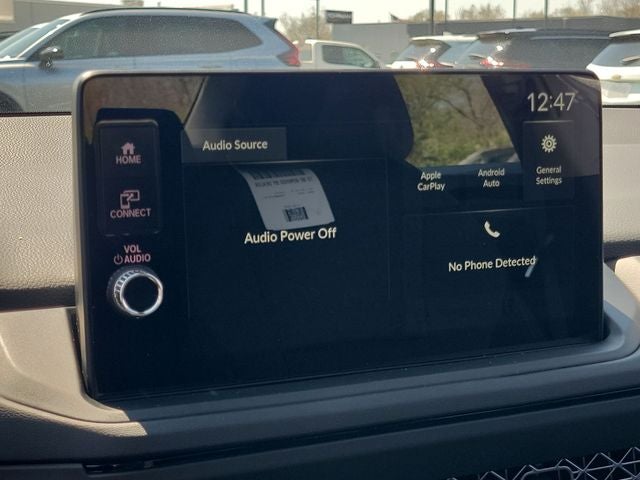 12:47
Audio Source
HOME
Apple
CarPlay
Android
Auto
General
Settings
CONNECT
Audio Power Off
VOL
AUDIO
No Phone Detected